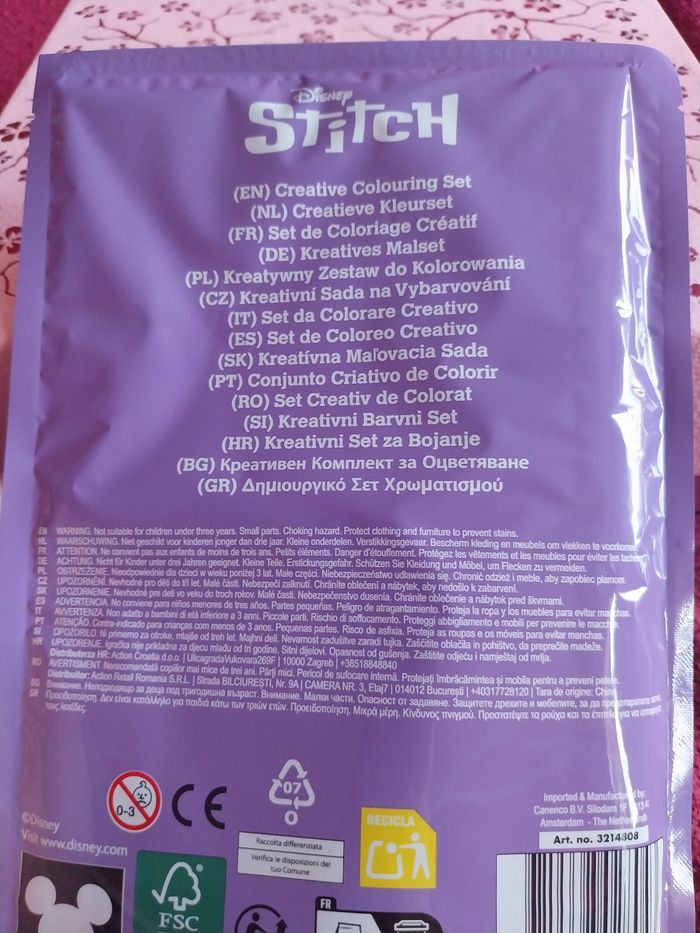 Disney
STITCH
(EN) Creative Colouring Set
(NL) Creatieve Kleurset
(FR) Set de Coloriage Créatif
(DE) Kreatives Malset
(PL) Kreatywny Zestaw do Kolorowania
(CZ) Kreativní Sada na Vybarvování
(IT) Set da Colorare Creativo
(ES) Set de Coloreo Creativo
(SK) Kreatívna Maľovacia Sada
(PT) Conjunto Criativo de Colorir
(RO) Set Creativ de Colorat
(SI) Kreativni Barvni Set
(HR) Kreativni Set za Bojanje
(BG) Креативен Комплект за Оцветяване
(GR) Δημιουργικό Σετ Χρωματισμού
EN WARNING. Not suitable for children under three years. Small parts. Choking hazard. Protect clothing and furniture to prevent stains.
NL WAARSCHUWING. Niet geschikt voor kinderen jonger dan drie jaar. Kleine onderdelen. Verstikkingsgevaar. Bescherm kleding en meubels om vlekken te voorkomen.
FR ATTENTION. Ne convient pas aux enfants de moins de trois ans. Petits éléments. Danger d'étouffement. Protégez les vêtements et les meubles pour éviter les taches.
DE ACHTUNG. Nicht für Kinder unter drei Jahren geeignet. Kleine Teile. Erstickungsgefahr. Schützen Sie Kleidung und Möbel, um Flecken zu vermeiden.
PL OSTRZEŻENIE. Nieodpowiednie dla dzieci w wieku poniżej 3 lat. Małe części. Niebezpieczeństwo udławienia się. Chronić odzież i meble, aby zapobiec plamom.
CZ UPOZORNĚNÍ. Nevhodné pro děti do tří let. Malé části. Nebezpečí zalknutí. Chraňte oblečení a nábytek, aby nedošlo k zabarvení.
SK UPOZORNENIE. Nevhodné pre deti vo veku do troch rokov. Malé časti. Nebezpečenstvo dusenia. Chráňte oblečenie a nábytok pred škvrnami.
ES ADVERTENCIA. No conviene para niños menores de tres años. Partes pequeñas. Peligro de atragantamiento. Proteja la ropa y los muebles para evitar manchas.
IT AVVERTENZA. Non adatto a bambini di età inferiore a 3 anni. Piccole parti. Rischio di soffocamento. Proteggi abbigliamento e mobili per prevenire le macchie.
PT ATENÇÃO. Contra-indicado para crianças com menos de 3 anos. Pequenas partes. Risco de asfixia. Proteja as roupas e os móveis para evitar manchas.
SI OPOZORILO. Ni primerno za otroke, mlajše od treh let. Majhni deli. Nevarnost zadušitve zaradi tujka. Zaščitite oblačila in pohištvo, da preprečite madeže.
HR UPOZORENJE. Igračka nije prikladna za djecu mlađu od tri godine. Sitni dijelovi. Opasnost od gušenja. Zaštitite odjeću i namještaj od mrlja.
Distributerza HR: Action Croatia d.o.o. | UlicagradaVukovara269F | 10000 Zagreb | +38518848840
RO AVERTISMENT. Nerecomandată copiilor mai mice de trei ani. Părți mici. Pericol de sufocare internă. Protejați îmbrăcămintea și mobila pentru a preveni petele.
Distribuitor: Action Retail Romania S.R.L. | Strada BILCIUREȘTI, Nr. 9A | CAMERA NR. 3, Etaj7 | 014012 București | +40317728120 | Tara de origine: China
BG Внимание. Неподходящо за деца под тригодишна възраст. Внимание. Малки части. Опасност от задавяне. Защитете дрехите и мебелите, за да предотвратите
GR Προειδοποίηση. Δεν είναι κατάλληλο για παιδιά κάτω των τριών ετών. Προειδοποίηση. Μικρά μέρη. Κίνδυνος πνιγμού. Προστατέψτε τα ρούχα και τα έπιπλα για να αποφύγετε
τους λεκέδες
0-3
CE
07
O
©Disney
Visit www.disney.com
Raccolta differenziata
Verifica le disposizioni del
tuo Comune
RECICLA
Imported & Manufactured by:
Canenco B.V. Silodam 1F
Amsterdam - The Netherlands
Art. no. 3214808
FSC
FR